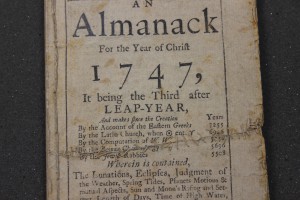 AN
Almanack
For the Year of Christ
1747,
It being the Third after
LEAP-YEAR,
And makes since the Creation Years
By the Account of the Eastern Greeks 7255
By the Latin Church, when ☉ ent. ♈
By the Computation of W. W.
By the Roman
By the Rabbies
Wherein is contained,
The Lunations, Eclipses, Judgment of
the Weather, Spring Tides, Planets Motions &
mutual Aspects, Sun and Moon's Rising and Set-
ting, Length of Days, Time of High Water,